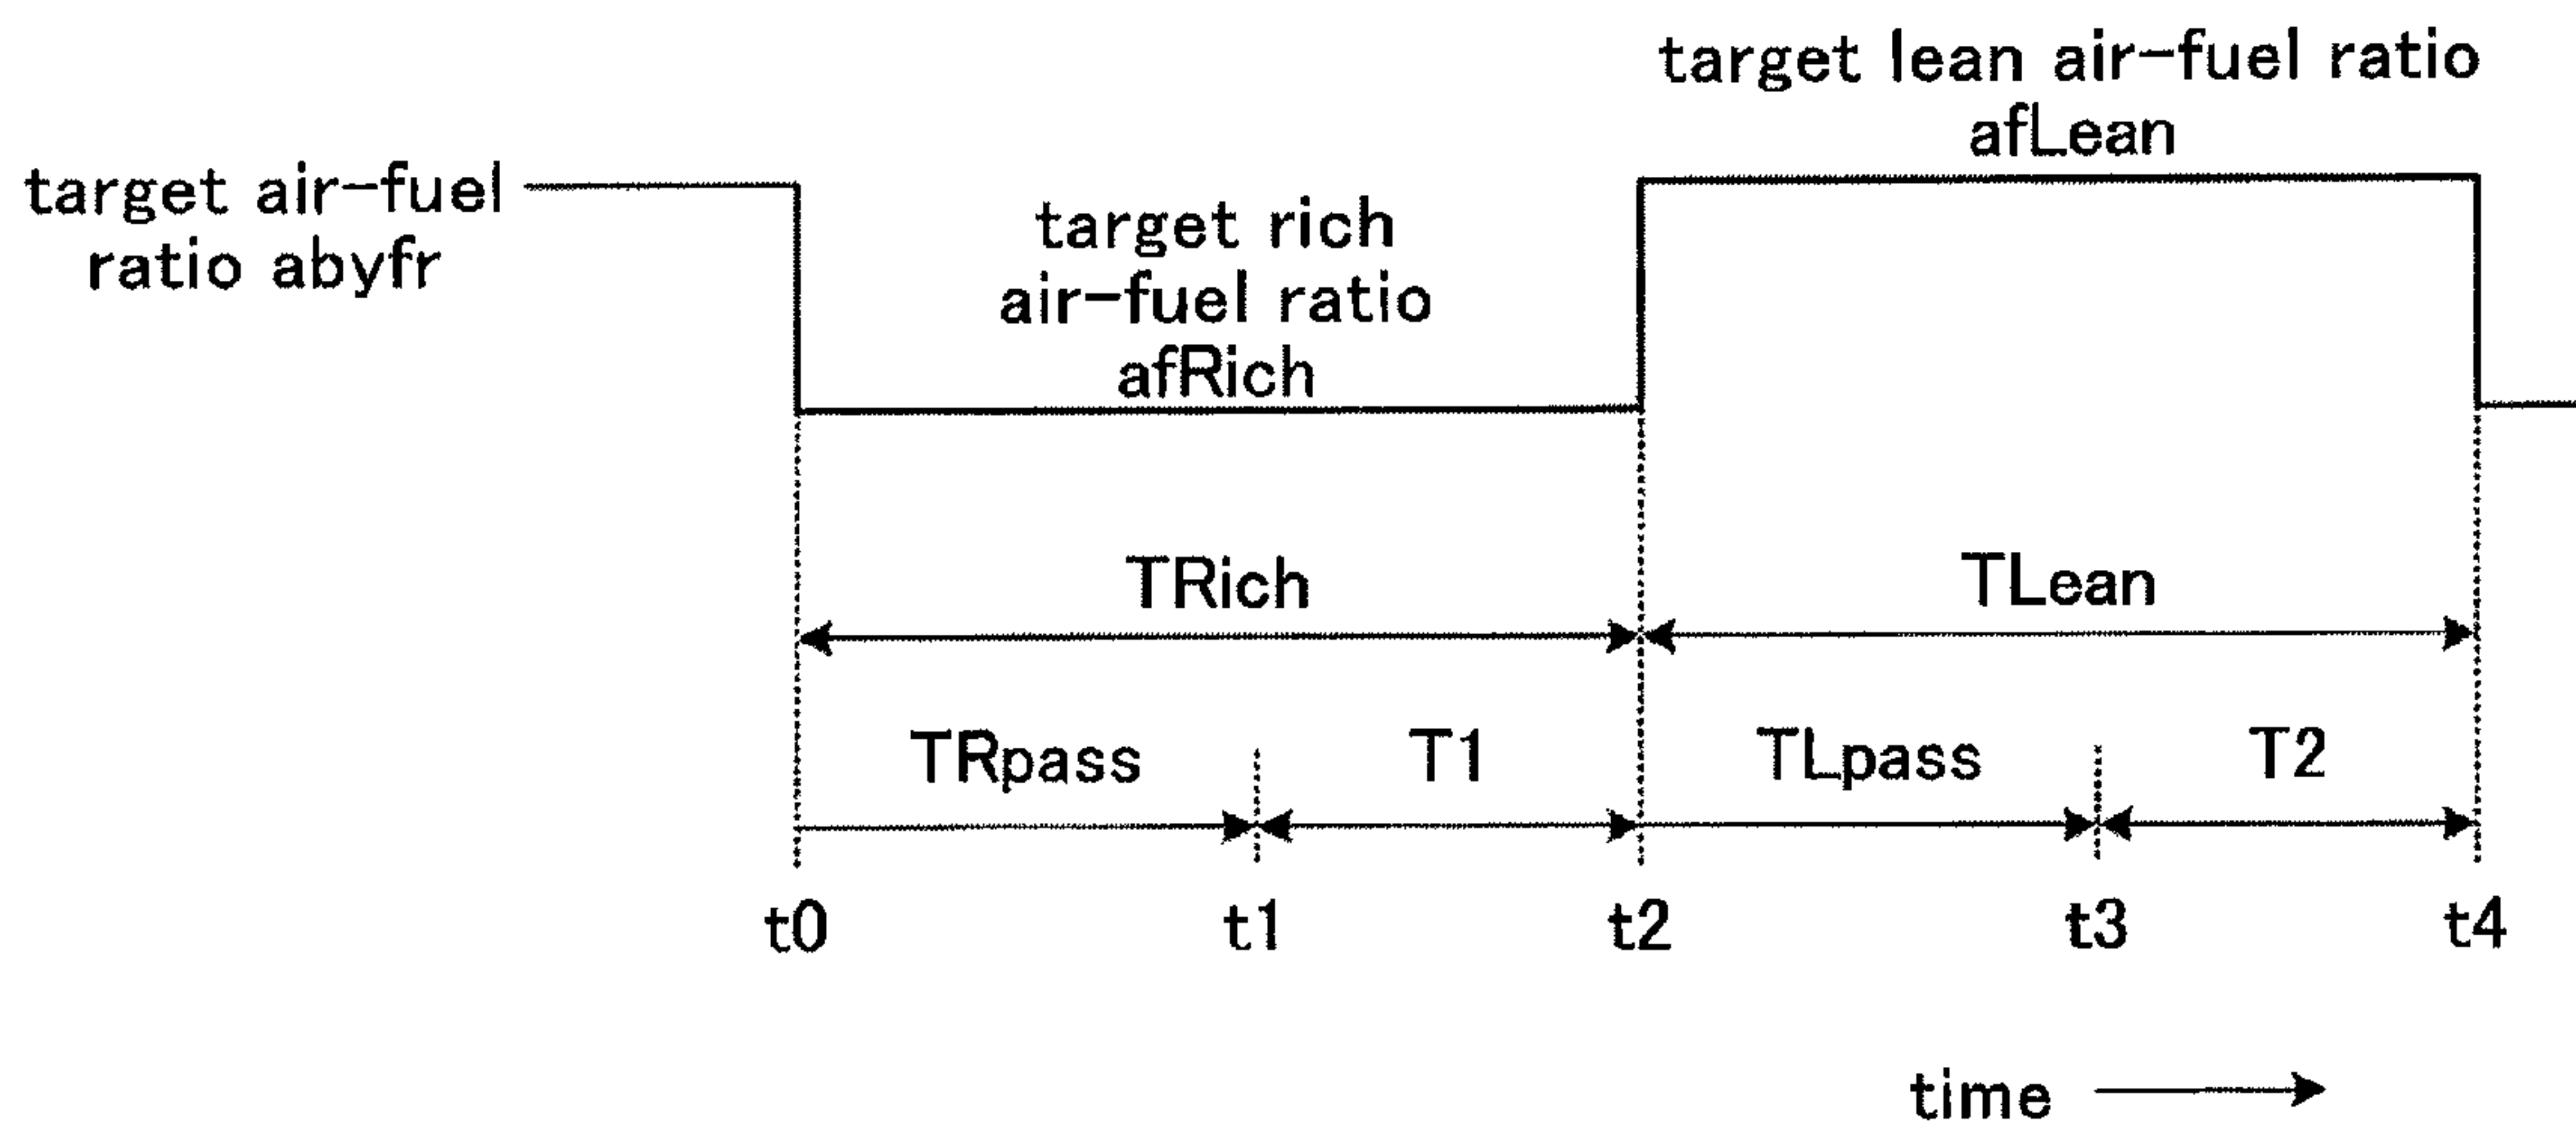 target lean air-fuel ratio
afLean
target air-fuel
ratio abyfr
target rich
air-fuel ratio
afRich
TRich
TLean
TRpass
T1
TLpass
T2
t0
t1
t2
t3
t4
time